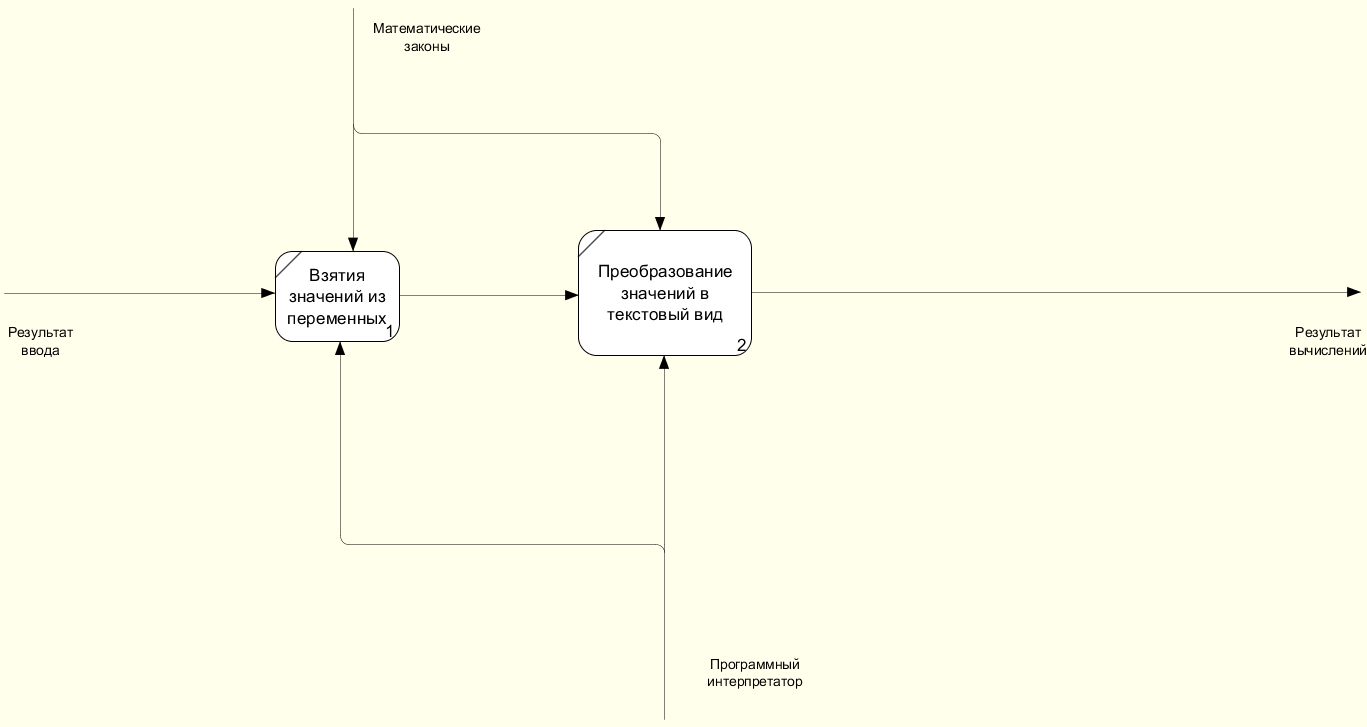 Математические
законы
Взятия
значений из
переменных
1
Преобразование
значений в
текстовый вид
2
Результат
ввода
Результат
вычислений
Программный
интерпретатор